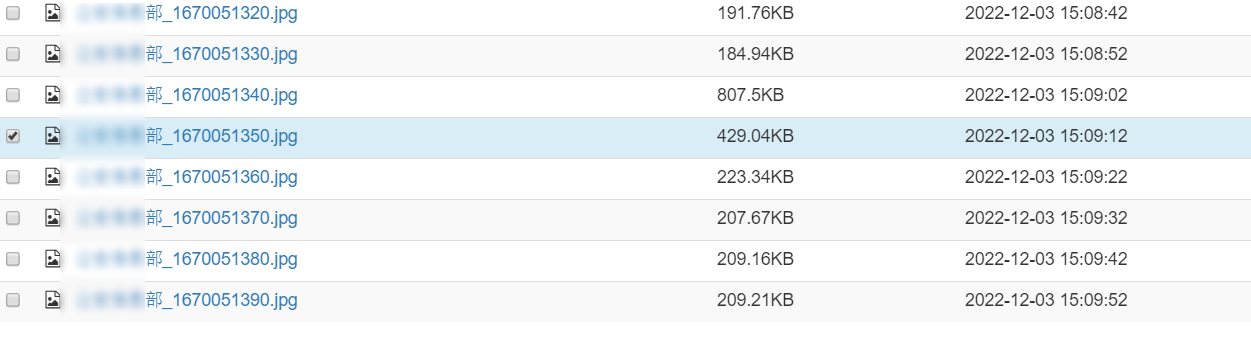 部_1670051320.jpg 191.76KB 2022-12-03 15:08:42
部_1670051330.jpg 184.94KB 2022-12-03 15:08:52
部_1670051340.jpg 807.5KB 2022-12-03 15:09:02
部_1670051350.jpg 429.04KB 2022-12-03 15:09:12
部_1670051360.jpg 223.34KB 2022-12-03 15:09:22
部_1670051370.jpg 207.67KB 2022-12-03 15:09:32
部_1670051380.jpg 209.16KB 2022-12-03 15:09:42
部_1670051390.jpg 209.21KB 2022-12-03 15:09:52